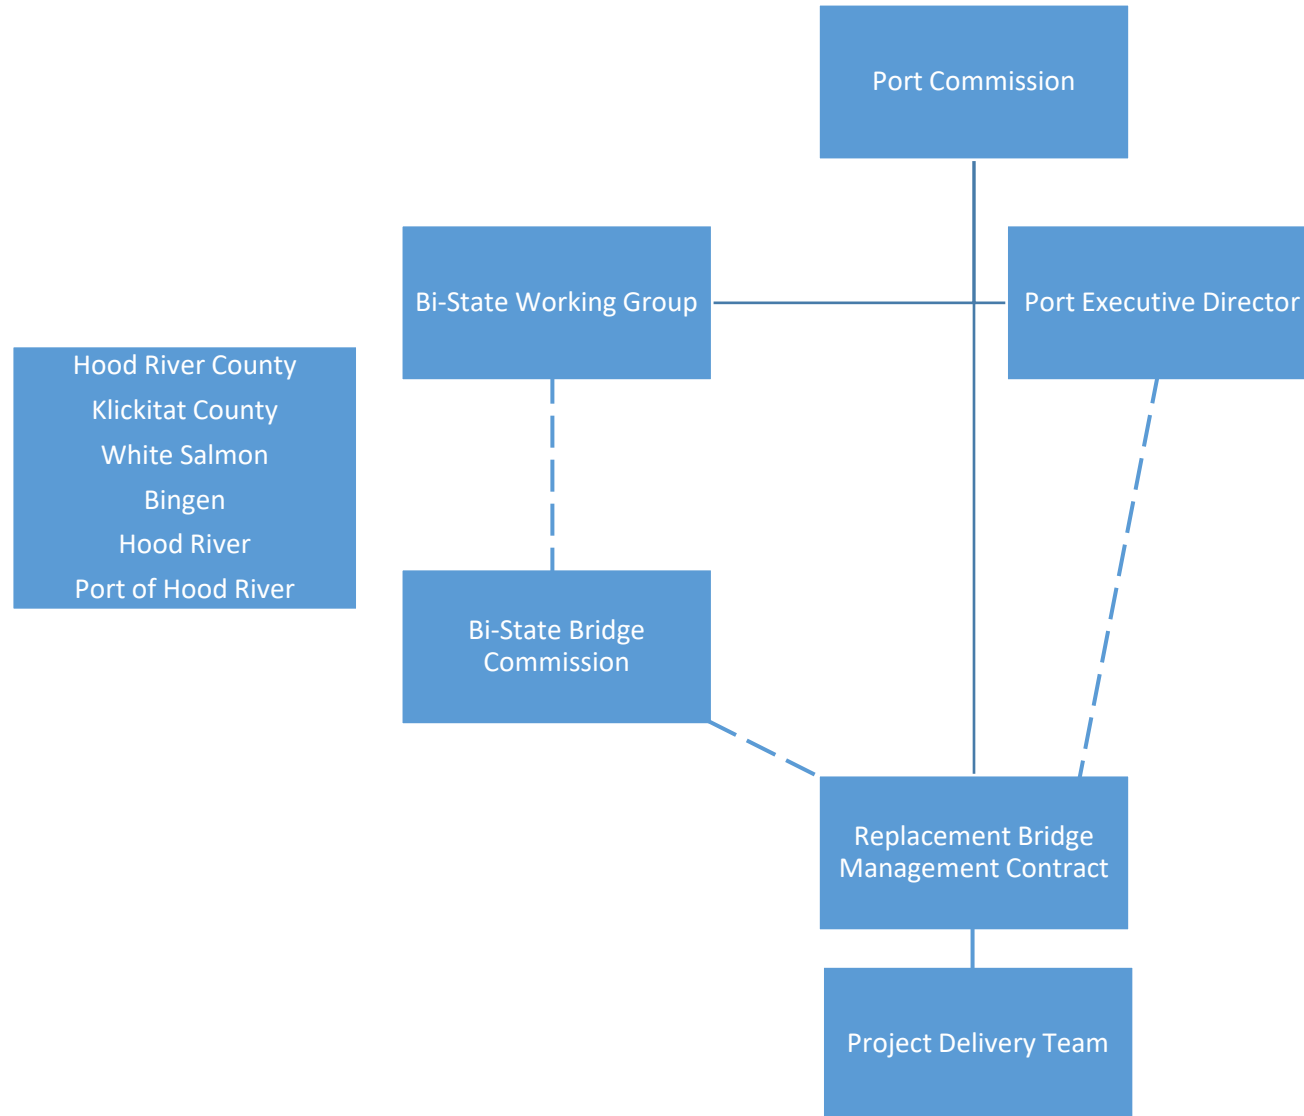 Port Commission
Bi-State Working Group
Port Executive Director
Hood River County
Klickitat County
White Salmon
Bingen
Hood River
Port of Hood River
Bi-State Bridge
Commission
Replacement Bridge
Management Contract
Project Delivery Team